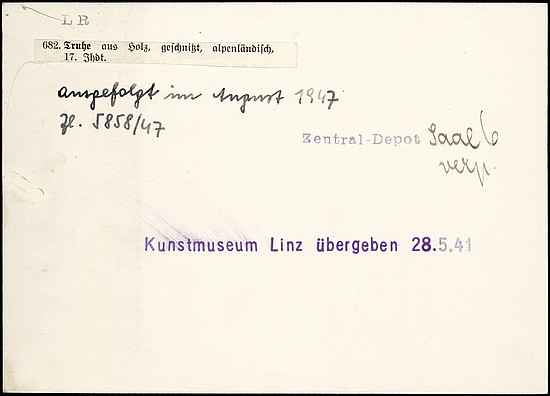 LR
682. Truhe aus Holz, geschnitzt, alpenländisch,
17. Jhdt.
ausgefolgt im August 1947
Zl. 5858/47
Zentral-Depot Saal 6
verp.
Kunstmuseum Linz übergeben 28.5.41